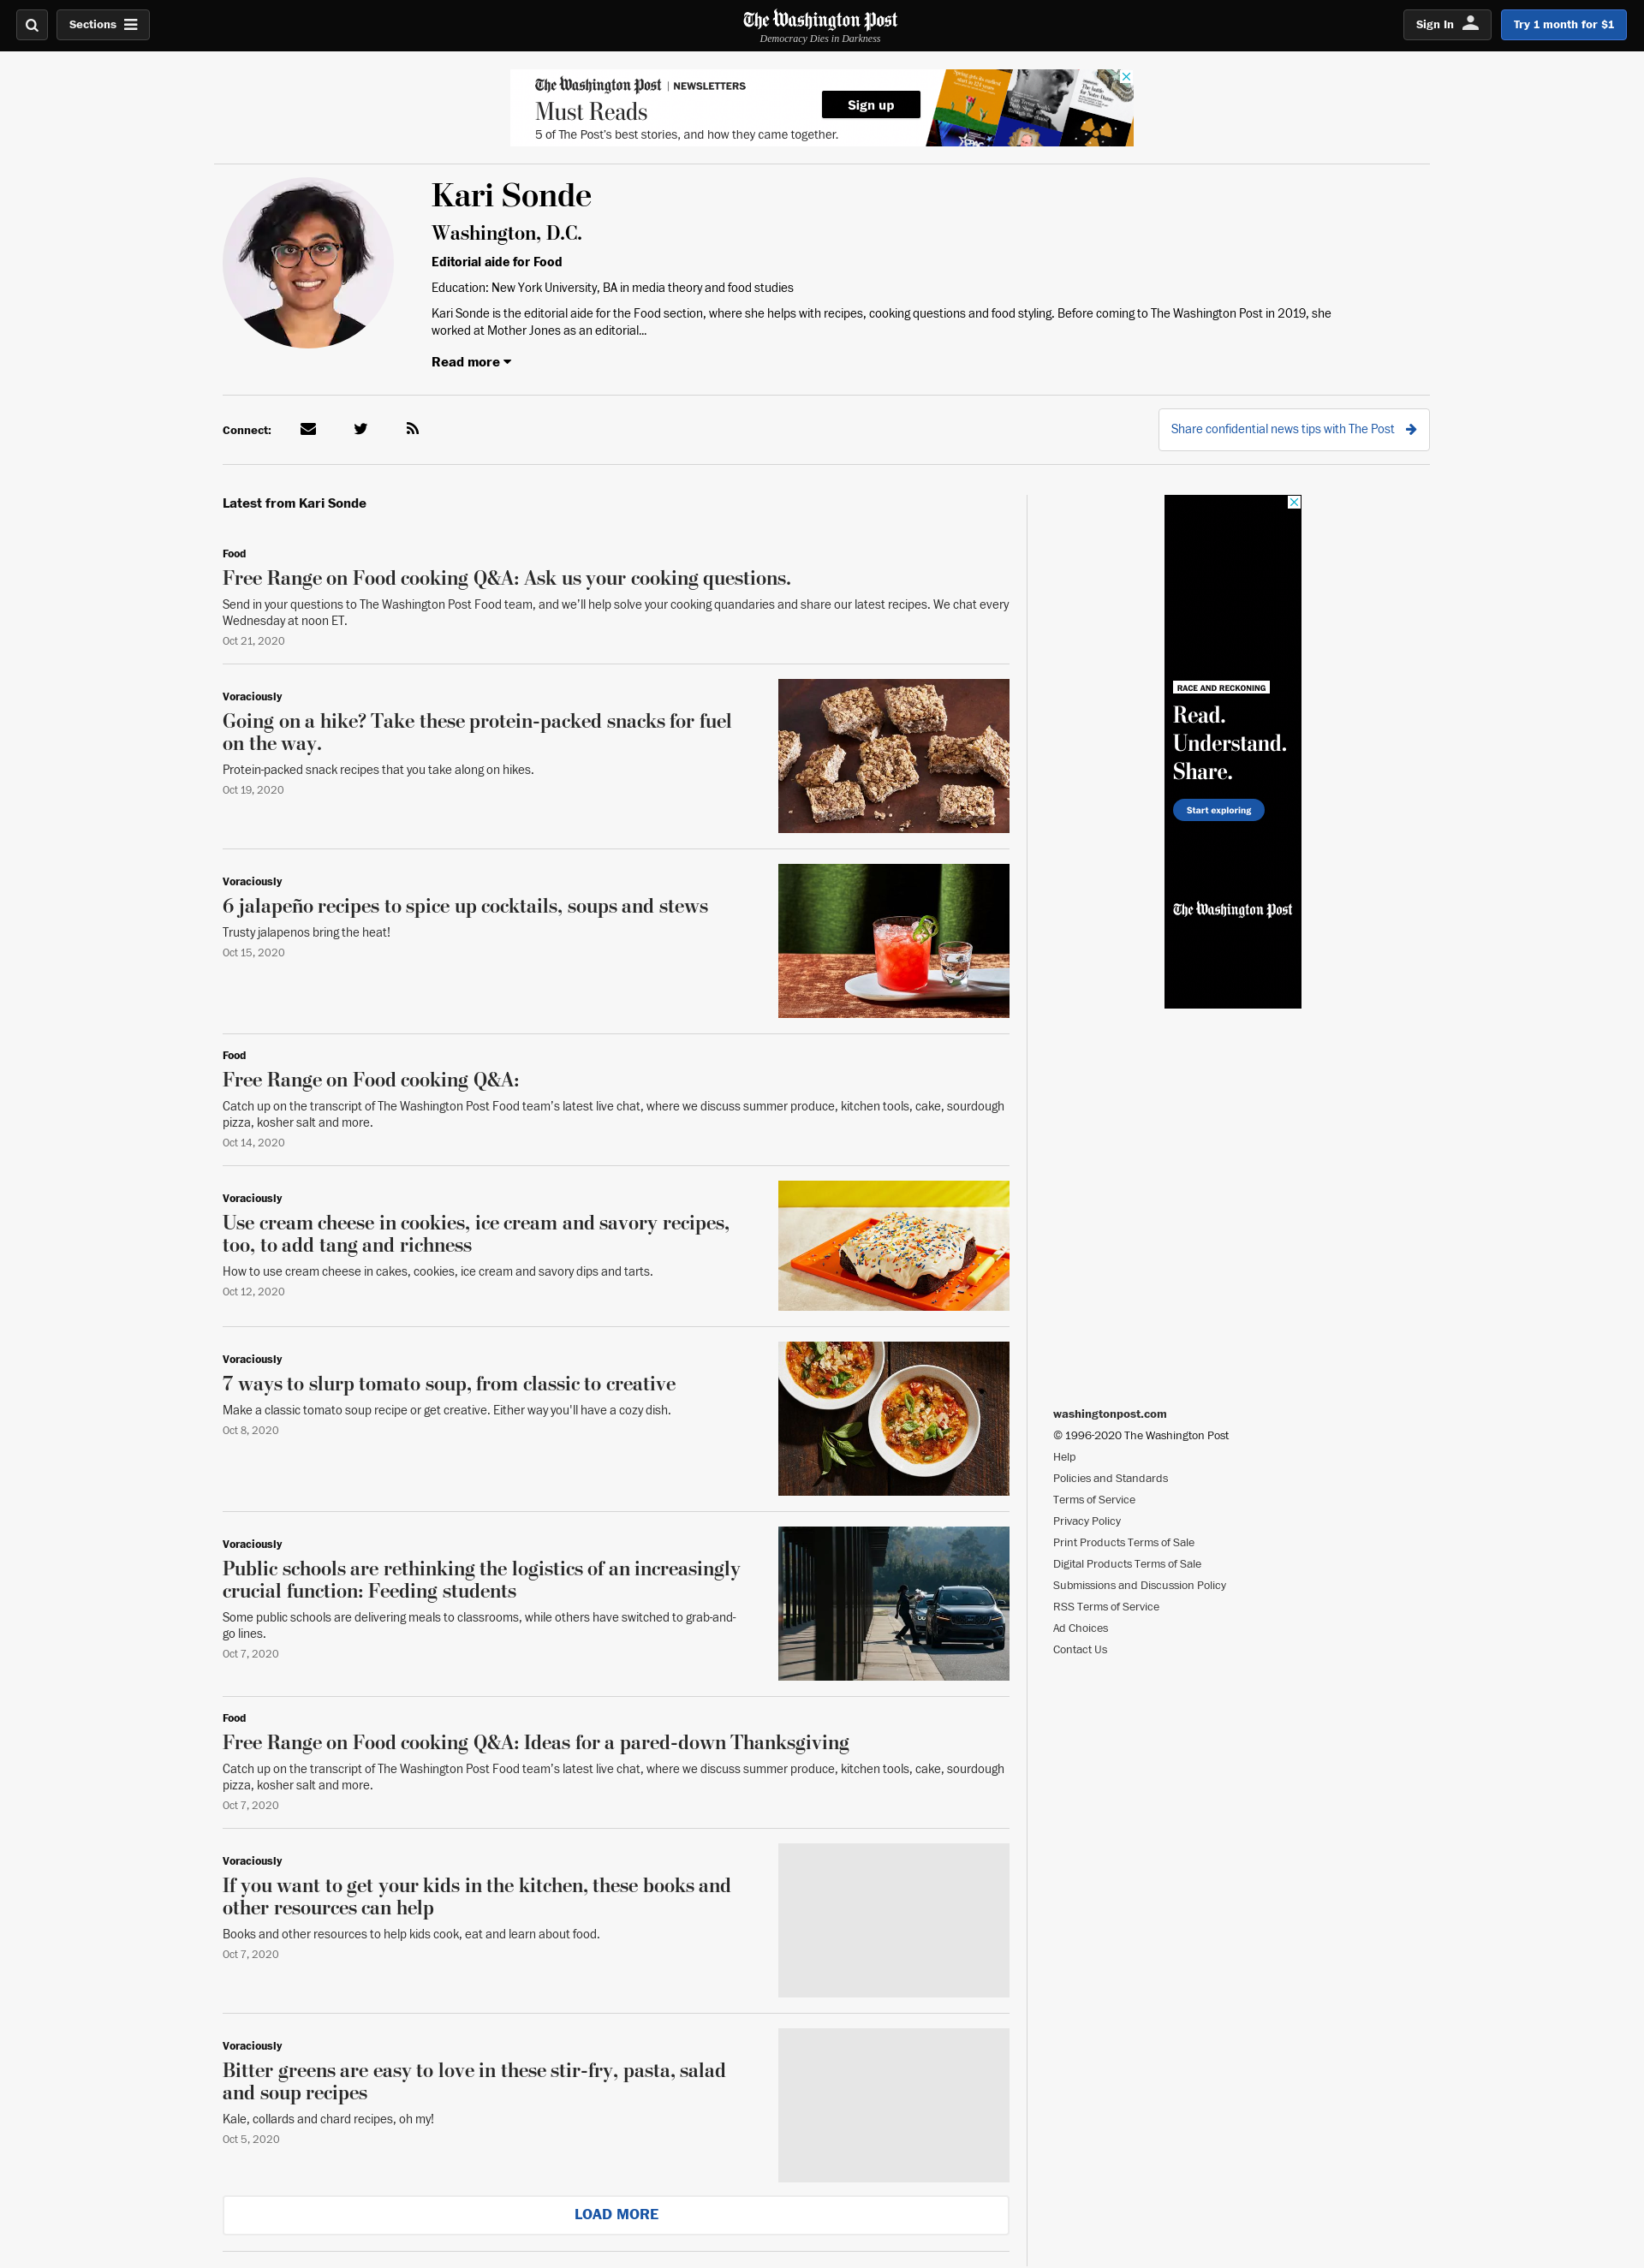 Sections
The Washington Post
Democracy Dies in Darkness
Sign In
Try 1 month for $1
The Washington Post | NEWSLETTERS
Must Reads
5 of The Post's best stories, and how they came together.
Sign up
Kari Sonde
Washington, D.C.
Editorial aide for Food
Education: New York University, BA in media theory and food studies
Kari Sonde is the editorial aide for the Food section, where she helps with recipes, cooking questions and food styling. Before coming to The Washington Post in 2019, she
worked at Mother Jones as an editorial...
Read more
Connect:
Share confidential news tips with The Post
Latest from Kari Sonde
Food
Free Range on Food cooking Q&A: Ask us your cooking questions.
Send in your questions to The Washington Post Food team, and we'll help solve your cooking quandaries and share our latest recipes. We chat every
Wednesday at noon ET.
Oct 21, 2020
Voraciously
Going on a hike? Take these protein-packed snacks for fuel
on the way.
Protein-packed snack recipes that you take along on hikes.
Oct 19, 2020
Voraciously
6 jalapeño recipes to spice up cocktails, soups and stews
Trusty jalapenos bring the heat!
Oct 15, 2020
Food
Free Range on Food cooking Q&A:
Catch up on the transcript of The Washington Post Food team's latest live chat, where we discuss summer produce, kitchen tools, cake, sourdough
pizza, kosher salt and more.
Oct 14, 2020
Voraciously
Use cream cheese in cookies, ice cream and savory recipes,
too, to add tang and richness
How to use cream cheese in cakes, cookies, ice cream and savory dips and tarts.
Oct 12, 2020
Voraciously
7 ways to slurp tomato soup, from classic to creative
Make a classic tomato soup recipe or get creative. Either way you'll have a cozy dish.
Oct 8, 2020
Voraciously
Public schools are rethinking the logistics of an increasingly
crucial function: Feeding students
Some public schools are delivering meals to classrooms, while others have switched to grab-and-
go lines.
Oct 7, 2020
Food
Free Range on Food cooking Q&A: Ideas for a pared-down Thanksgiving
Catch up on the transcript of The Washington Post Food team's latest live chat, where we discuss summer produce, kitchen tools, cake, sourdough
pizza, kosher salt and more.
Oct 7, 2020
Voraciously
If you want to get your kids in the kitchen, these books and
other resources can help
Books and other resources to help kids cook, eat and learn about food.
Oct 7, 2020
Voraciously
Bitter greens are easy to love in these stir-fry, pasta, salad
and soup recipes
Kale, collards and chard recipes, oh my!
Oct 5, 2020
LOAD MORE
RACE AND RECKONING
Read.
Understand.
Share.
Start exploring
The Washington Post
washingtonpost.com
© 1996-2020 The Washington Post
Help
Policies and Standards
Terms of Service
Privacy Policy
Print Products Terms of Sale
Digital Products Terms of Sale
Submissions and Discussion Policy
RSS Terms of Service
Ad Choices
Contact Us